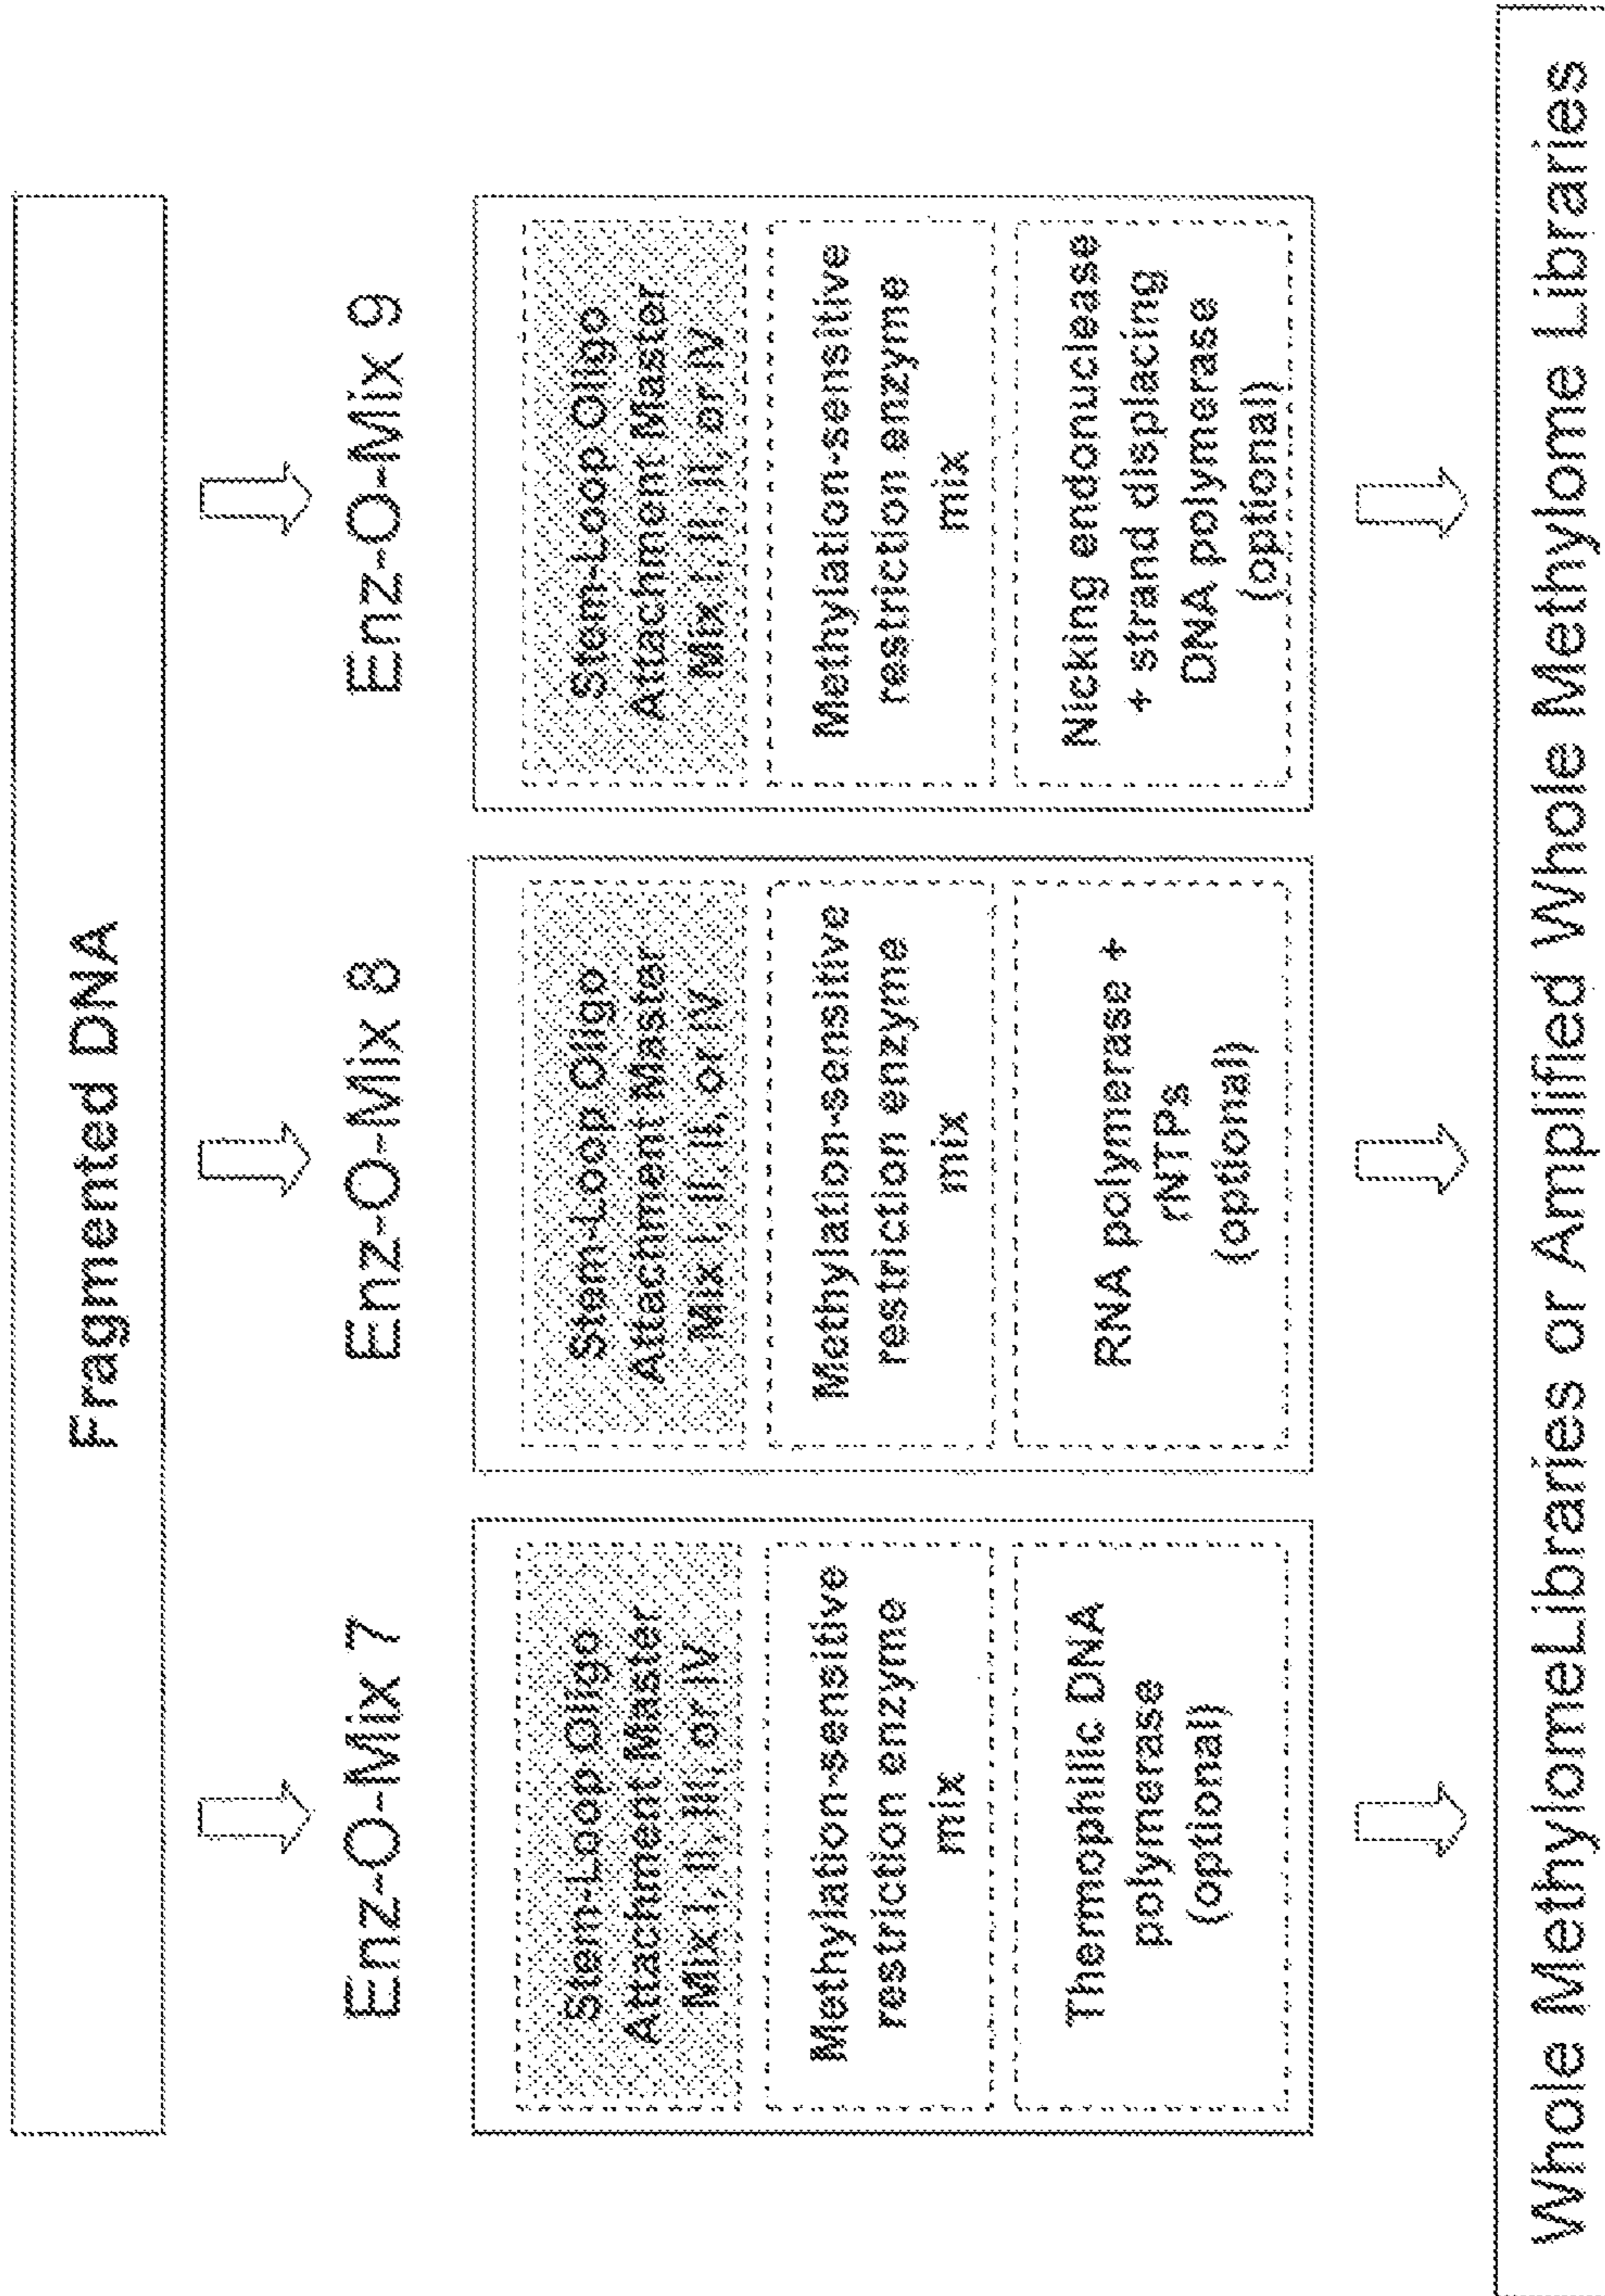 Fragmented DNA
Enz-O-Mix 7
Stem-Loop Oligo
Attachment Master
Mix I, II, III, or IV
Methylation-sensitive
restriction enzyme
mix
Thermophilic DNA
polymerase
(optional)
Enz-O-Mix 8
Stem-Loop Oligo
Attachment Master
Mix I, II, III, or IV
Methylation-sensitive
restriction enzyme
mix
RNA polymerase +
rNTPs
(optional)
Enz-O-Mix 9
Stem-Loop Oligo
Attachment Master
Mix I, II, III, or IV
Methylation-sensitive
restriction enzyme
mix
Nicking endonuclease
+ strand displacing
DNA polymerase
(optional)
Whole MethylomeLibraries or Amplified Whole Methylome Libraries